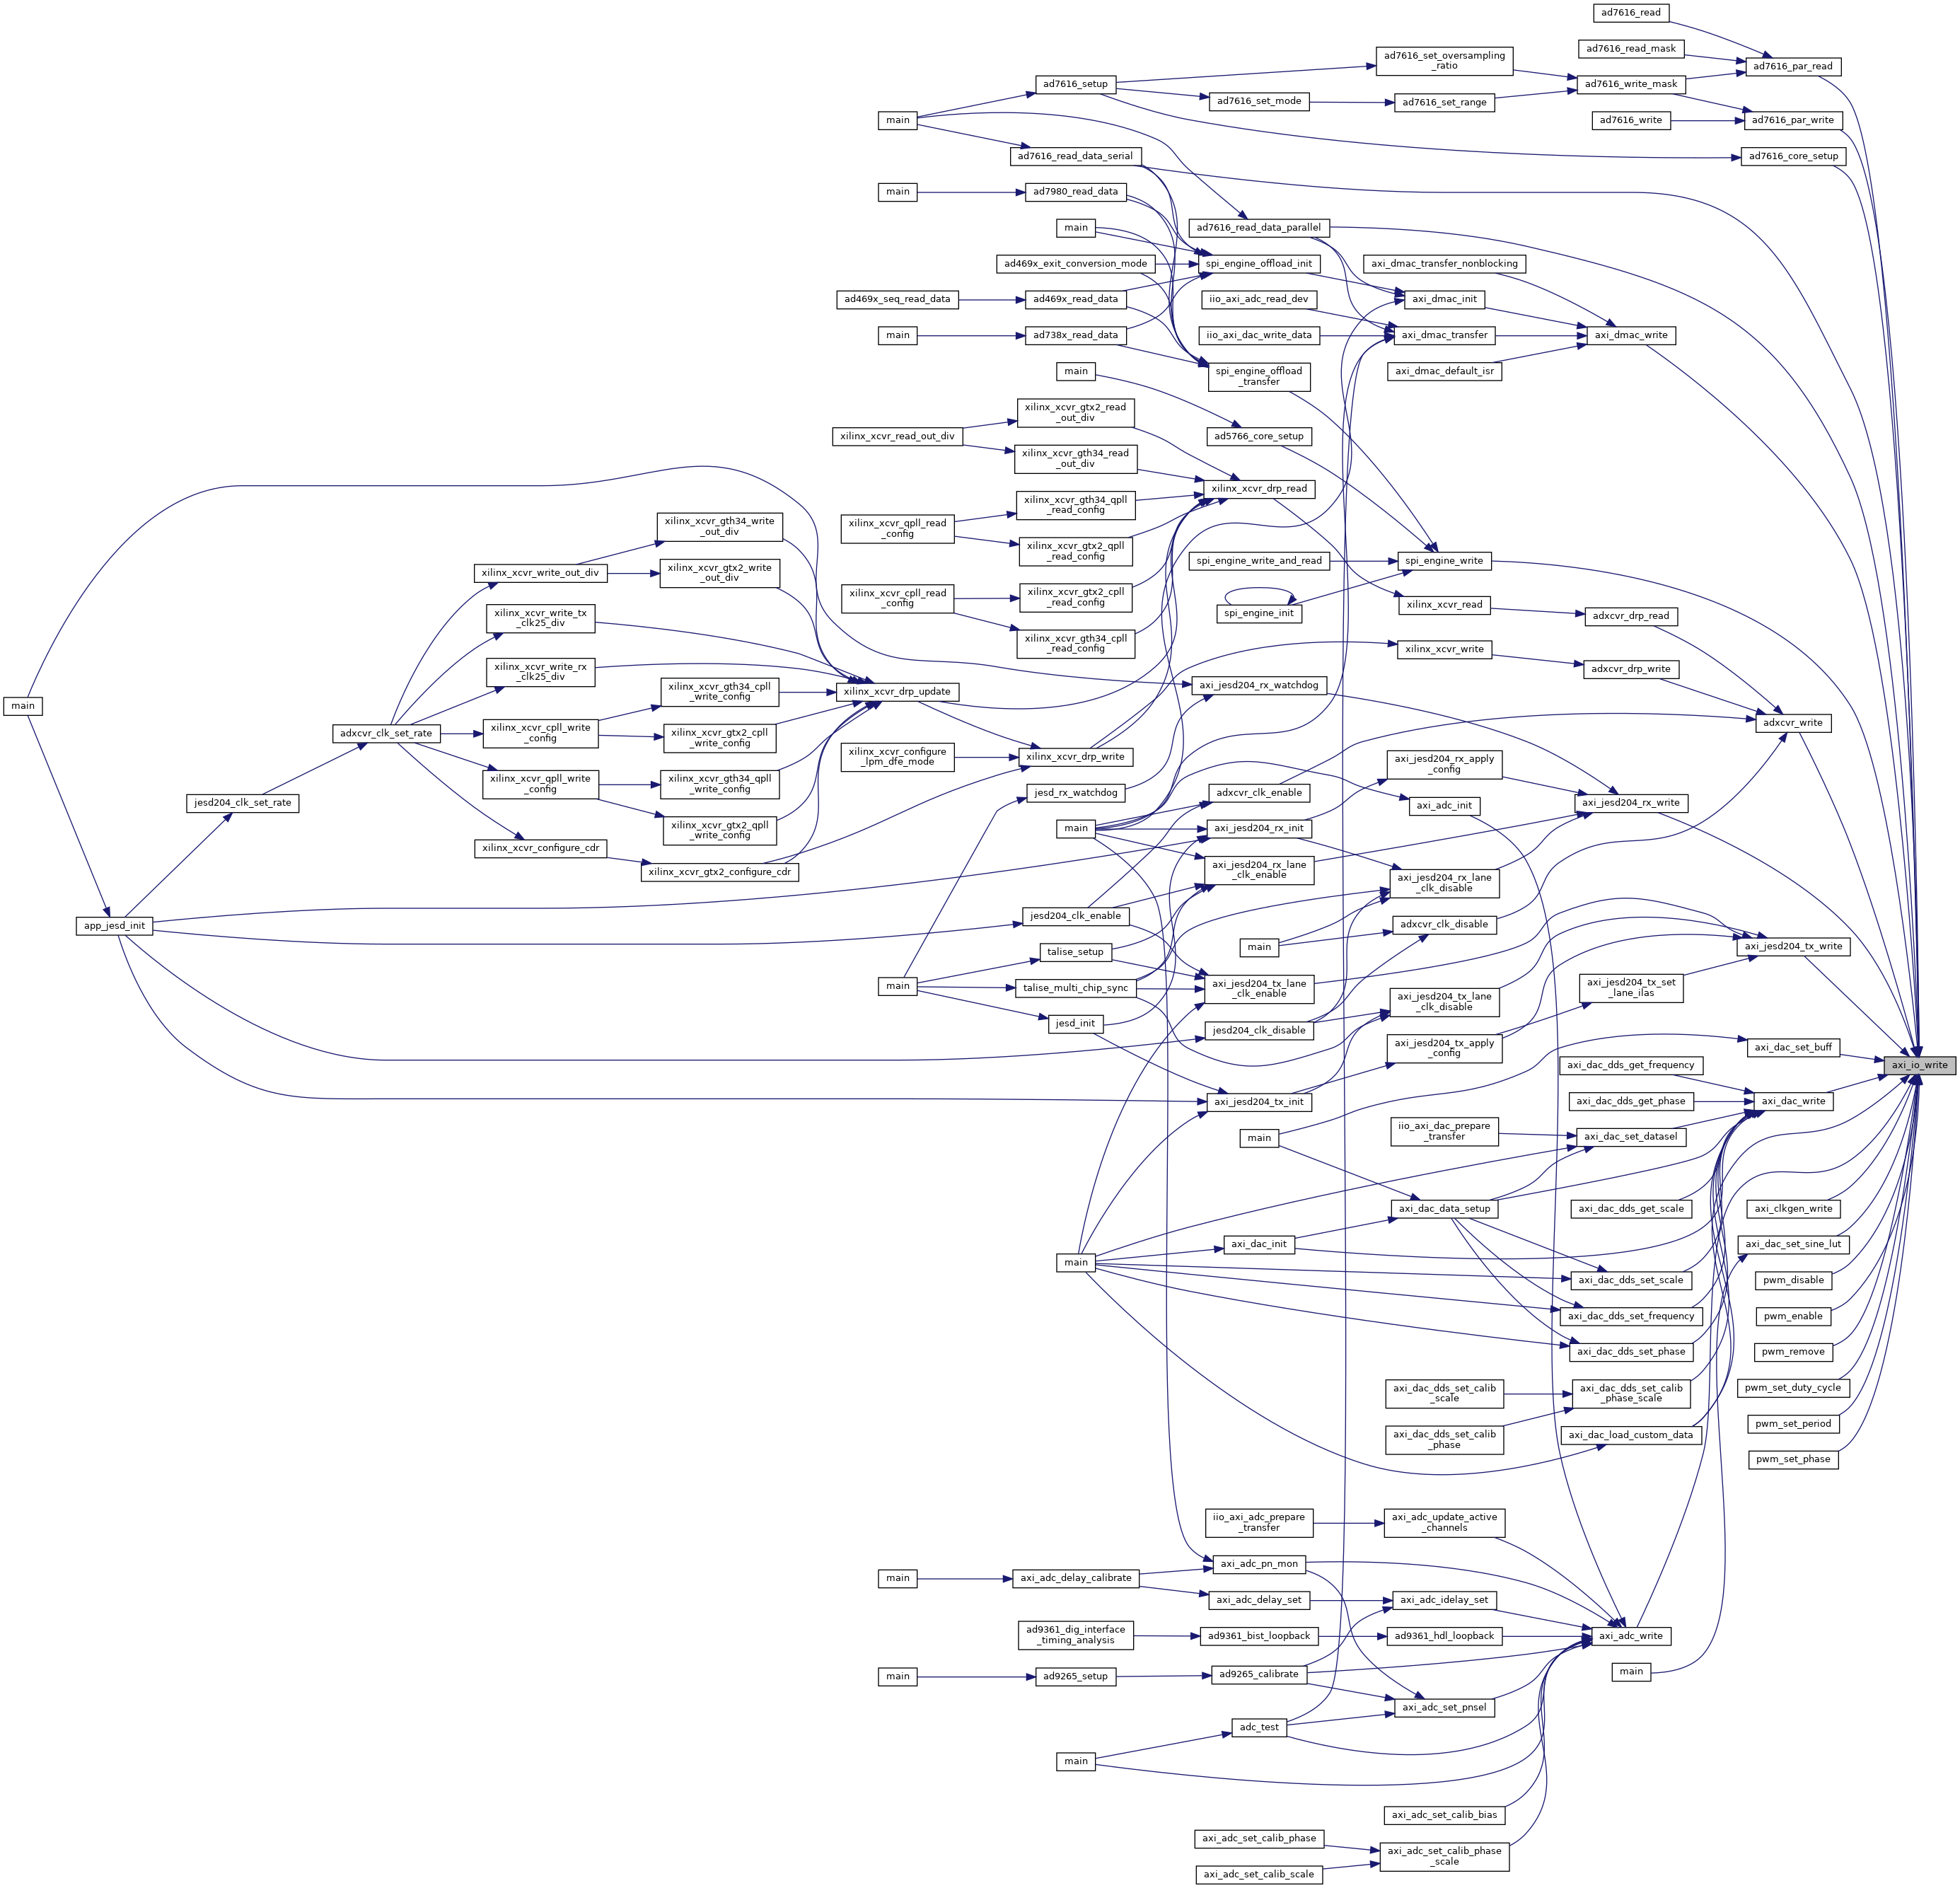 ad7616_read
ad7616_read_mask
ad7616_set_oversampling
_ratio
ad7616_par_read
ad7616_setup
ad7616_write_mask
ad7616_set_mode
ad7616_set_range
main
ad7616_write
ad7616_par_write
ad7616_read_data_serial
ad7616_core_setup
main
ad7980_read_data
main
ad7616_read_data_parallel
ad469x_exit_conversion_mode
spi_engine_offload_init
axi_dmac_transfer_nonblocking
ad469x_seq_read_data
ad469x_read_data
iio_axi_adc_read_dev
axi_dmac_init
main
ad738x_read_data
iio_axi_dac_write_data
axi_dmac_transfer
axi_dmac_write
main
spi_engine_offload
_transfer
axi_dmac_default_isr
xilinx_xcvr_gtx2_read
_out_div
xilinx_xcvr_read_out_div
ad5766_core_setup
xilinx_xcvr_gth34_read
_out_div
xilinx_xcvr_drp_read
xilinx_xcvr_gth34_qpll
_read_config
xilinx_xcvr_qpll_read
_config
xilinx_xcvr_gth34_write
_out_div
xilinx_xcvr_gtx2_qpll
_read_config
spi_engine_write_and_read
spi_engine_write
xilinx_xcvr_write_out_div
xilinx_xcvr_gtx2_write
_out_div
xilinx_xcvr_cpll_read
_config
xilinx_xcvr_gtx2_cpll
_read_config
spi_engine_init
xilinx_xcvr_read
adxcvr_drp_read
xilinx_xcvr_write_tx
_clk25_div
xilinx_xcvr_gth34_cpll
_read_config
xilinx_xcvr_write
xilinx_xcvr_write_rx
_clk25_div
adxcvr_drp_write
main
xilinx_xcvr_gth34_cpll
_write_config
xilinx_xcvr_drp_update
axi_jesd204_rx_watchdog
adxcvr_clk_set_rate
xilinx_xcvr_cpll_write
_config
xilinx_xcvr_gtx2_cpll
_write_config
adxcvr_write
xilinx_xcvr_configure
_lpm_dfe_mode
xilinx_xcvr_drp_write
axi_jesd204_rx_apply
_config
xilinx_xcvr_qpll_write
_config
xilinx_xcvr_gth34_qpll
_write_config
jesd204_clk_set_rate
jesd_rx_watchdog
adxcvr_clk_enable
axi_adc_init
axi_jesd204_rx_write
xilinx_xcvr_gtx2_qpll
_write_config
main
axi_jesd204_rx_init
xilinx_xcvr_configure_cdr
xilinx_xcvr_gtx2_configure_cdr
axi_jesd204_rx_lane
_clk_enable
axi_jesd204_rx_lane
_clk_disable
app_jesd_init
jesd204_clk_enable
adxcvr_clk_disable
talise_setup
main
axi_jesd204_tx_write
main
talise_multi_chip_sync
axi_jesd204_tx_lane
_clk_enable
axi_jesd204_tx_set
_lane_ilas
axi_jesd204_tx_lane
_clk_disable
jesd_init
jesd204_clk_disable
axi_jesd204_tx_apply
_config
axi_dac_set_buff
axi_dac_dds_get_frequency
axi_io_write
axi_jesd204_tx_init
axi_dac_dds_get_phase
axi_dac_write
main
iio_axi_dac_prepare
_transfer
axi_dac_set_datasel
axi_dac_data_setup
axi_dac_dds_get_scale
axi_clkgen_write
axi_dac_init
axi_dac_set_sine_lut
main
axi_dac_dds_set_scale
pwm_disable
axi_dac_dds_set_frequency
pwm_enable
axi_dac_dds_set_phase
pwm_remove
axi_dac_dds_set_calib
_scale
axi_dac_dds_set_calib
_phase_scale
pwm_set_duty_cycle
axi_dac_dds_set_calib
_phase
axi_dac_load_custom_data
pwm_set_period
pwm_set_phase
iio_axi_adc_prepare
_transfer
axi_adc_update_active
_channels
axi_adc_pn_mon
main
axi_adc_delay_calibrate
axi_adc_delay_set
axi_adc_idelay_set
ad9361_dig_interface
_timing_analysis
ad9361_bist_loopback
ad9361_hdl_loopback
axi_adc_write
main
ad9265_setup
ad9265_calibrate
main
axi_adc_set_pnsel
adc_test
main
axi_adc_set_calib_bias
axi_adc_set_calib_phase
axi_adc_set_calib_phase
_scale
axi_adc_set_calib_scale